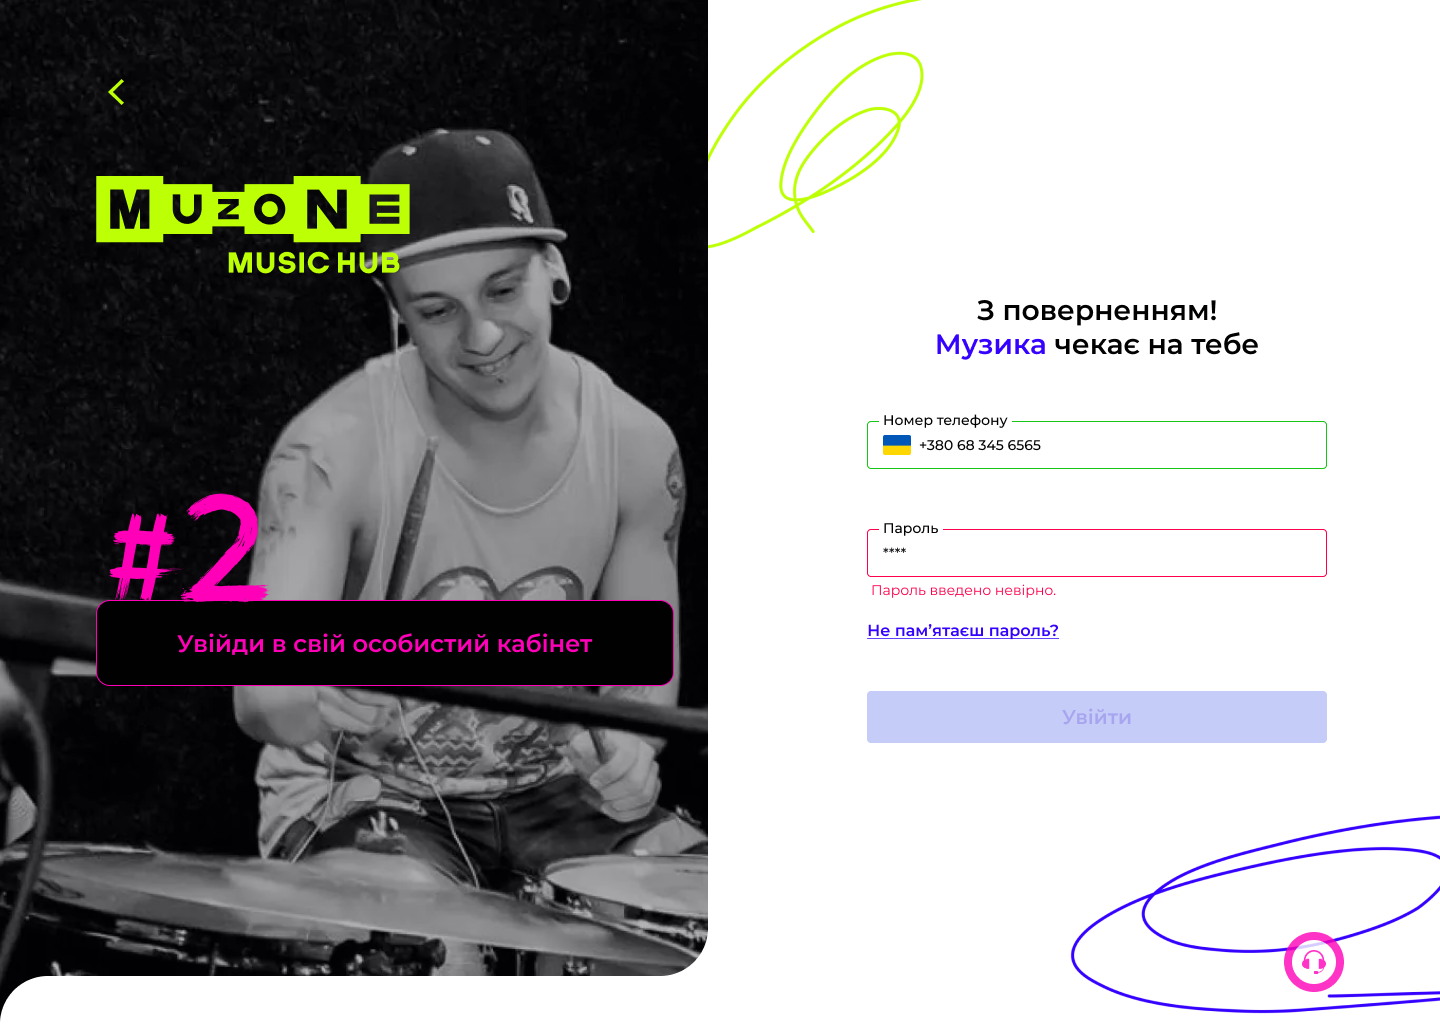 MUZONE
MUSIC HUB
#2
Увійди в свій особистий кабінет
З поверненням!
Музика чекає на тебе
Номер телефону
+380 68 345 6565
Пароль
****
Пароль введено невірно.
Не пам’ятаєш пароль?
Увійти